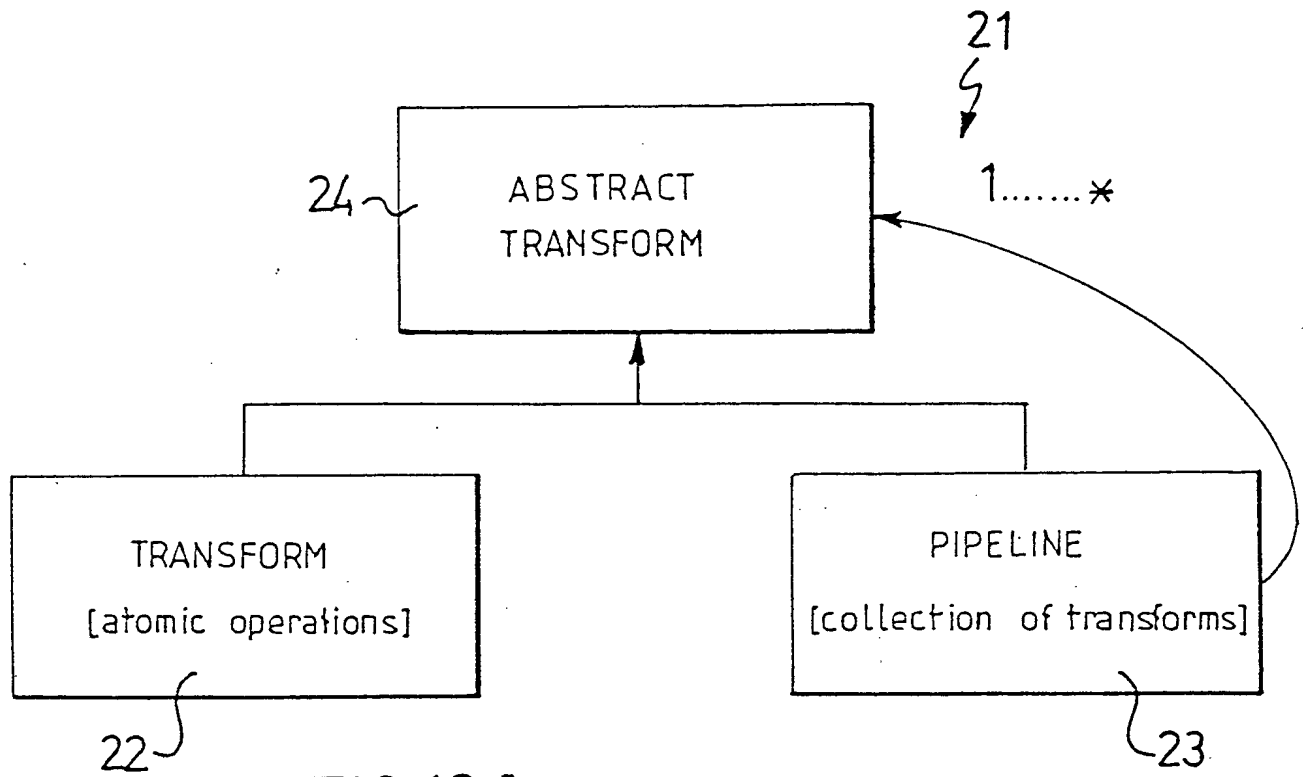 21
1.......*
24
ABSTRACT
TRANSFORM
TRANSFORM
[atomic operations]
PIPELINE
[collection of transforms]
22
23